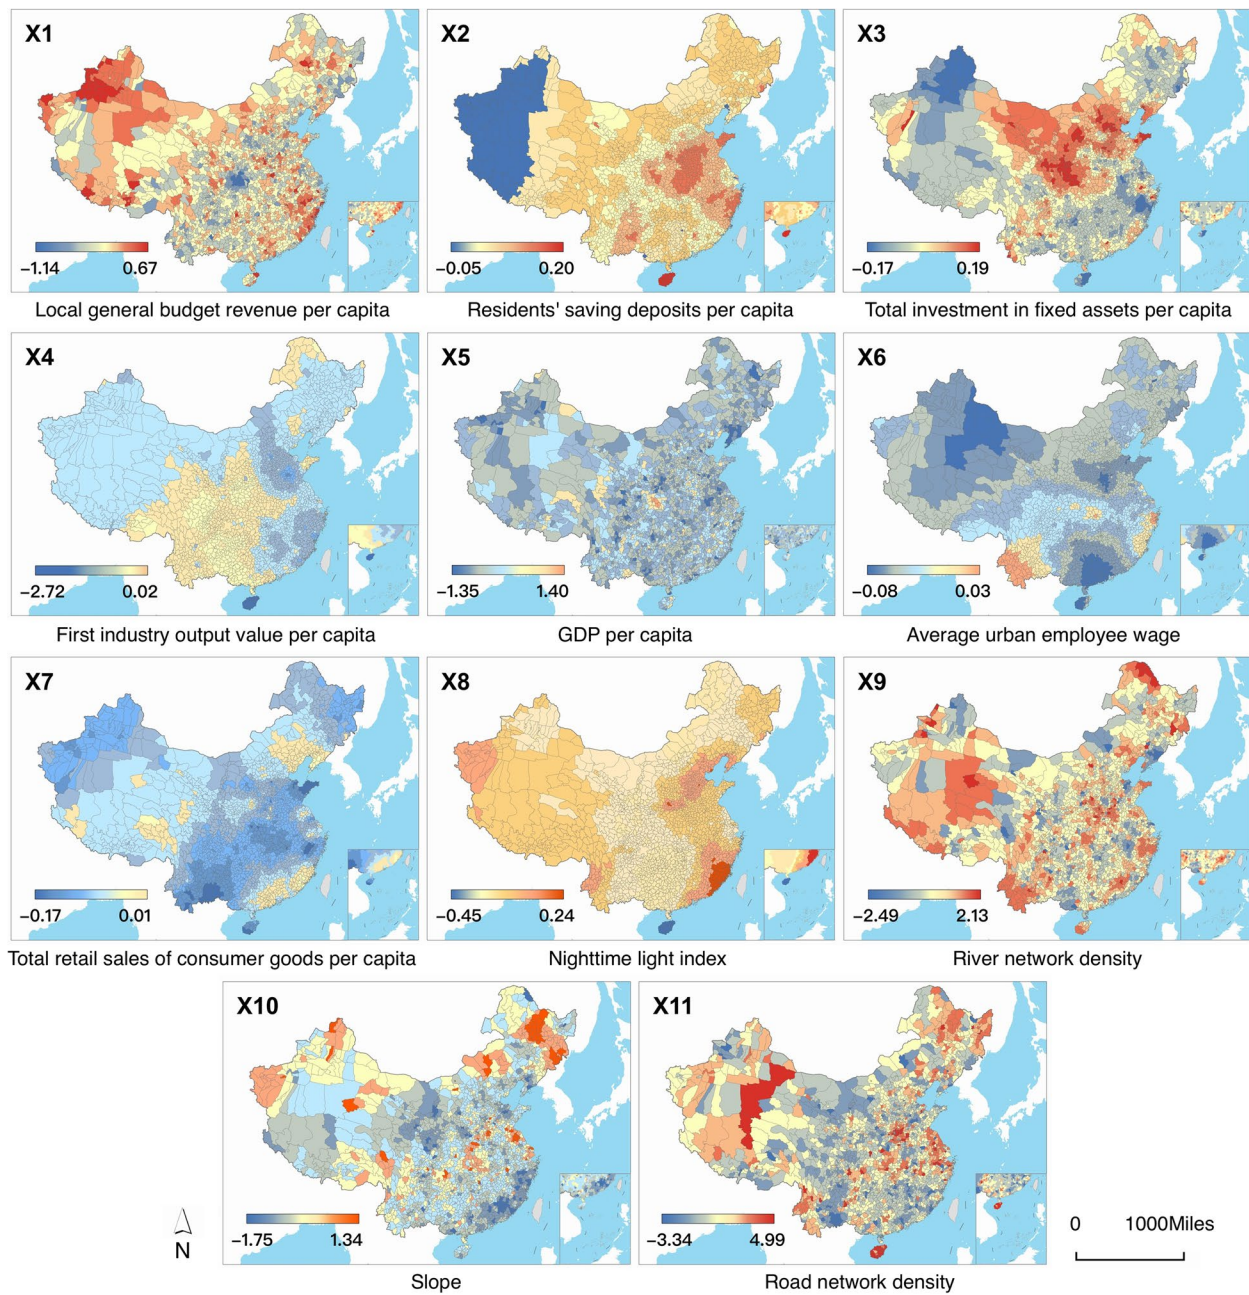 X1
−1.14 0.67
Local general budget revenue per capita
X2
−0.05 0.20
Residents' saving deposits per capita
X3
−0.17 0.19
Total investment in fixed assets per capita
X4
−2.72 0.02
First industry output value per capita
X5
−1.35 1.40
GDP per capita
X6
−0.08 0.03
Average urban employee wage
X7
−0.17 0.01
Total retail sales of consumer goods per capita
X8
−0.45 0.24
Nighttime light index
X9
−2.49 2.13
River network density
X10
−1.75 1.34
Slope
X11
−3.34 4.99
Road network density
N
0 1000Miles